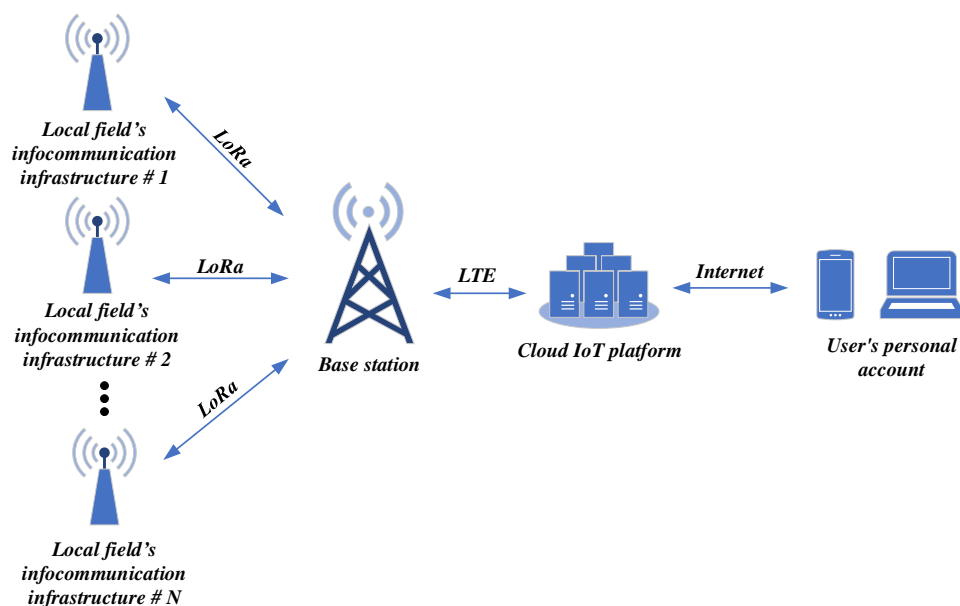 Local field's
infocommunication
infrastructure # 1
LoRa
Local field's
infocommunication
infrastructure # 2
LoRa
Local field's
infocommunication
infrastructure # N
LoRa
Base station
LTE
Cloud IoT platform
Internet
User's personal
account